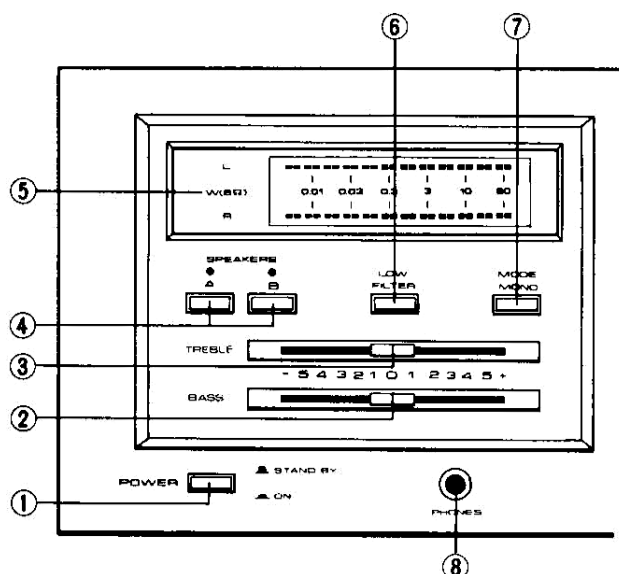 ⑥ ⑦
L
⑤ W(8Ω) 0.01 0.03 0.3 3 10 80
R
SPEAKERS
A B
LOW FILTER
MODE MONO
④
TREBLE
③
- 5 4 3 2 1 0 1 2 3 4 5 +
BASS
②
POWER
STAND BY
ON
①
PHONES
⑧